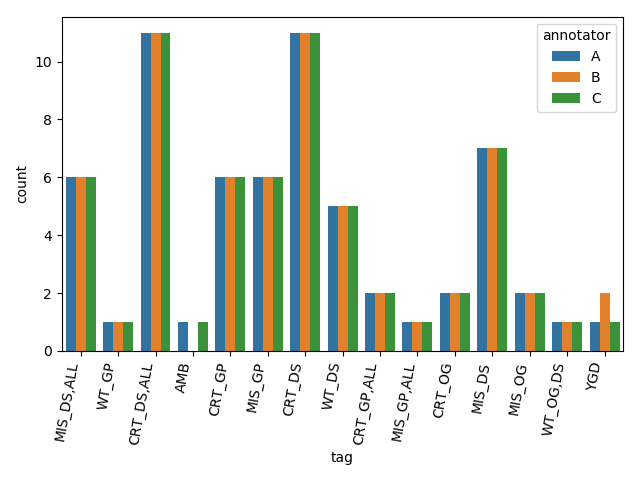 annotator
A
B
C
count
10
8
6
4
2
0
MIS_DS,ALL
WT_GP
CRT_DS,ALL
AMB
CRT_GP
MIS_GP
CRT_DS
WT_DS
CRT_GP,ALL
MIS_GP,ALL
CRT_OG
MIS_DS
MIS_OG
WT_OG,DS
YGD
tag